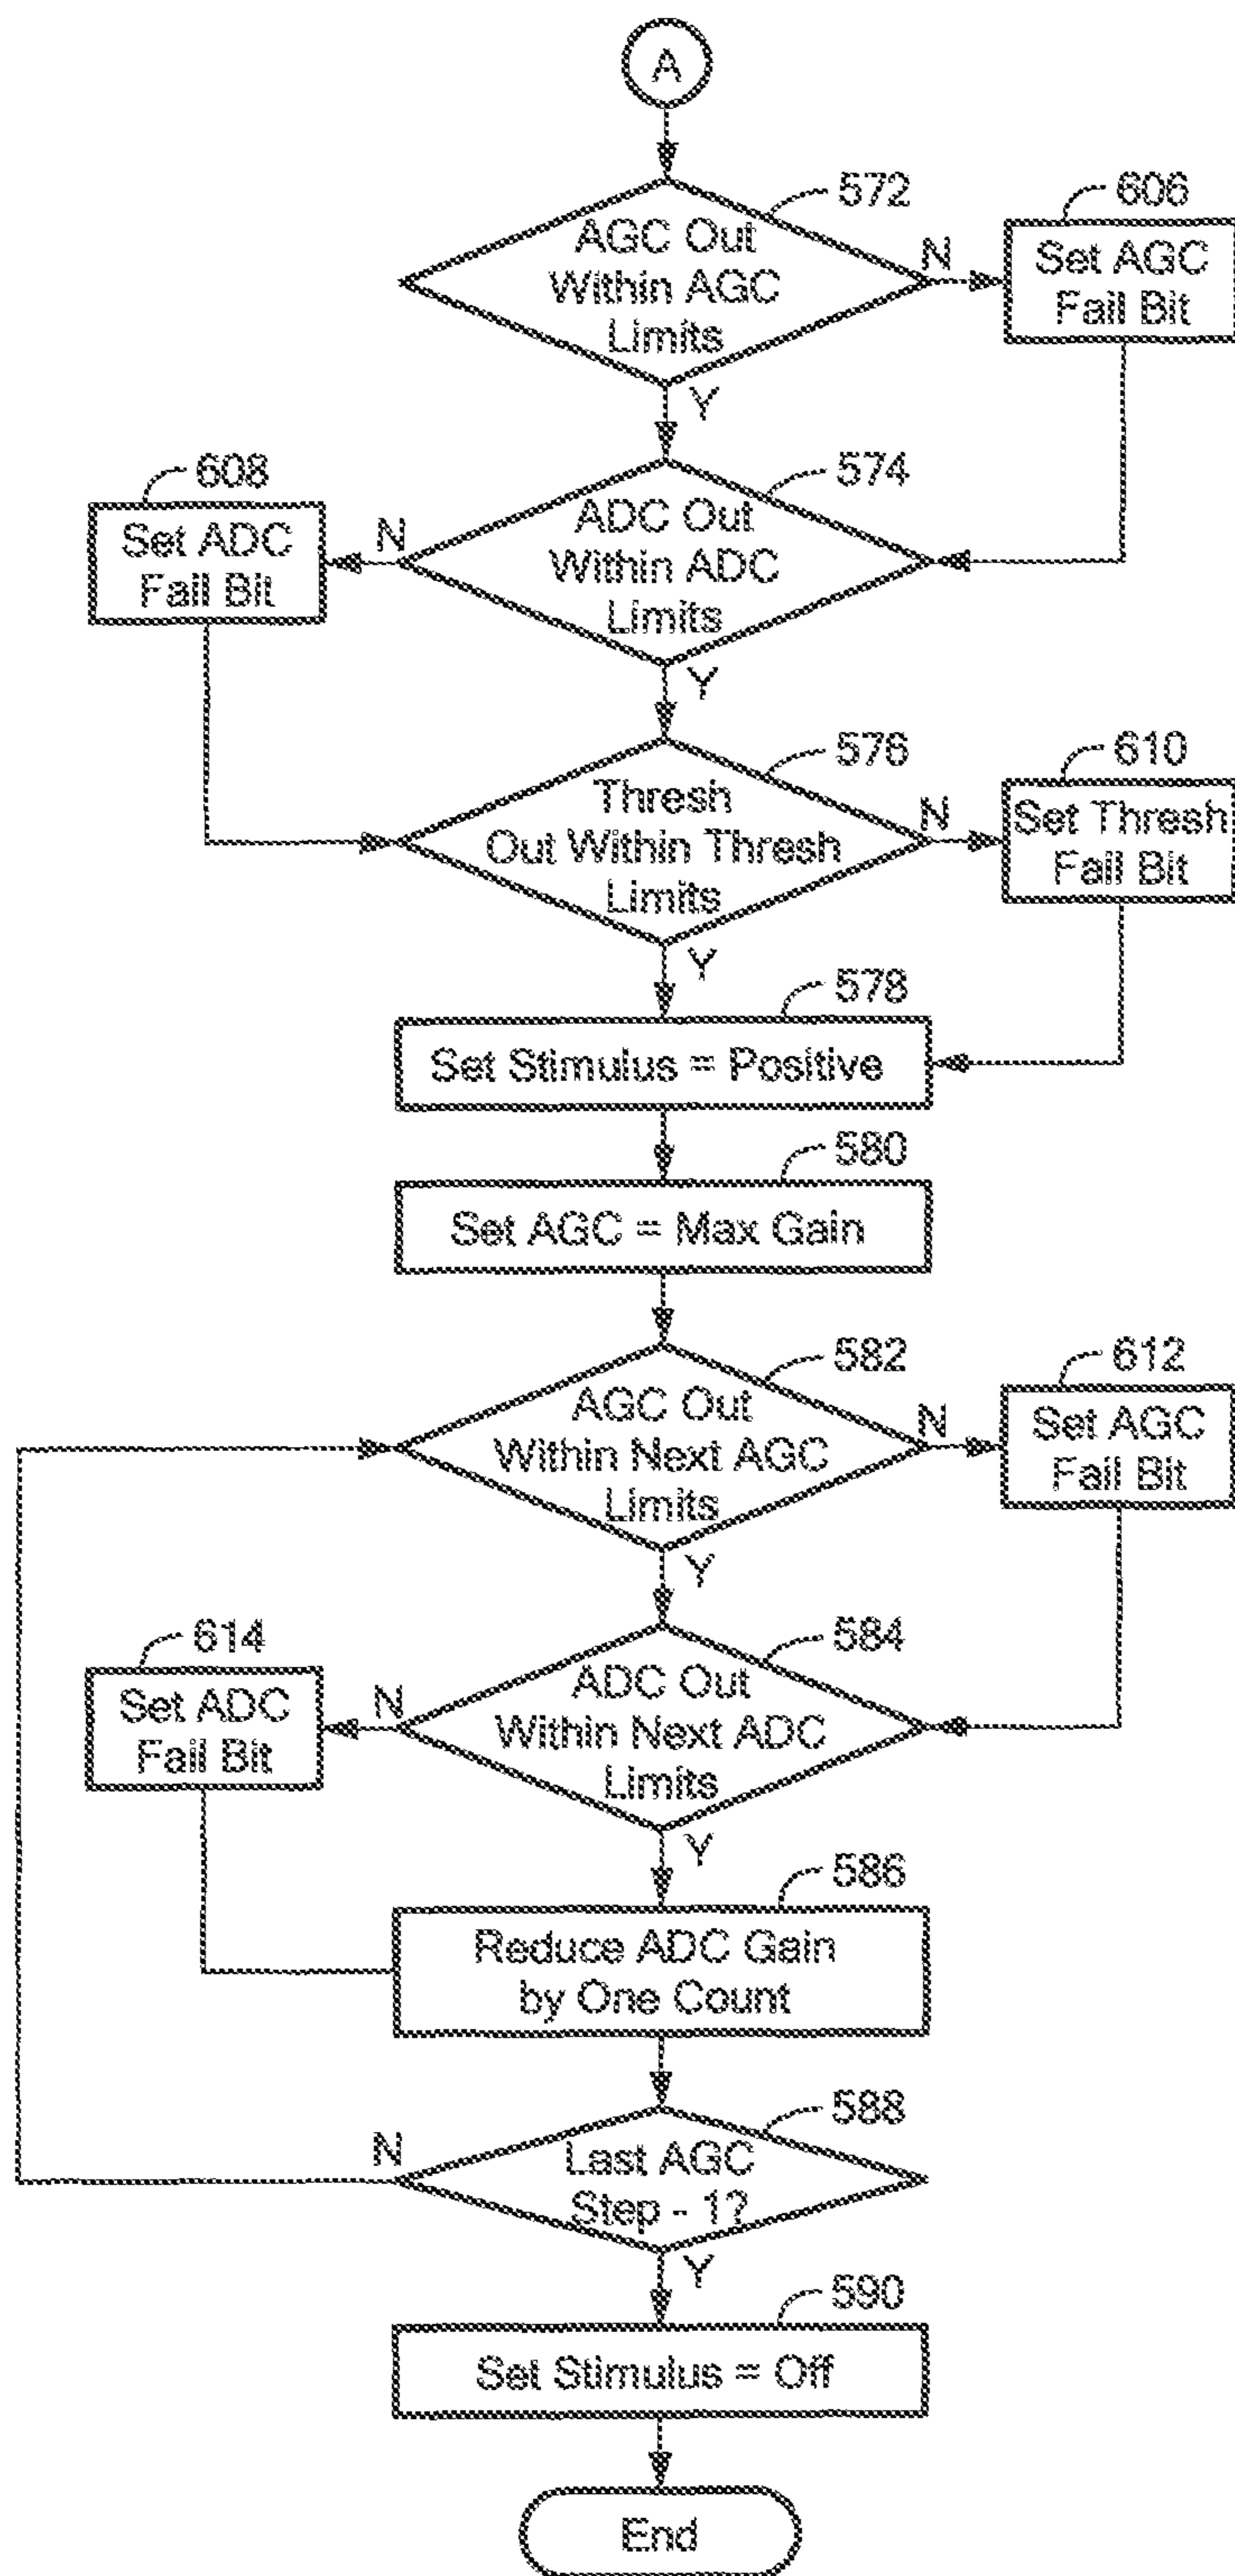 A
572
AGC Out
Within AGC
Limits
N
606
Set AGC
Fail Bit
Y
608
Set ADC
Fail Bit
N
574
ADC Out
Within ADC
Limits
Y
576
Thresh
Out Within Thresh
Limits
N
610
Set Thresh
Fail Bit
Y
578
Set Stimulus = Positive
580
Set AGC = Max Gain
582
AGC Out
Within Next AGC
Limits
N
612
Set AGC
Fail Bit
Y
614
Set ADC
Fail Bit
N
584
ADC Out
Within Next ADC
Limits
Y
586
Reduce ADC Gain
by One Count
588
N
Last AGC
Step - 1?
Y
590
Set Stimulus = Off
End